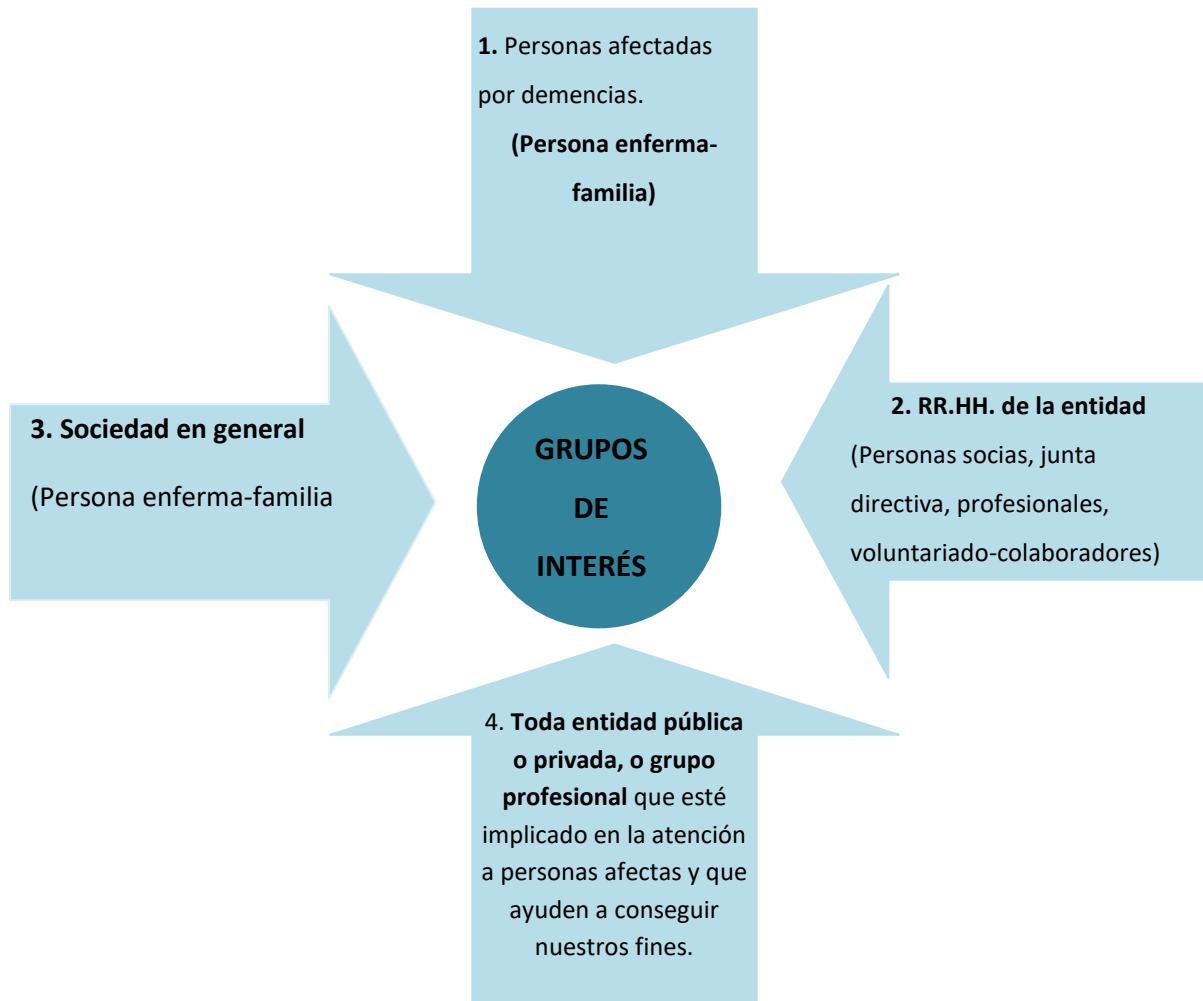 1. Personas afectadas
por demencias.
(Persona enferma-
familia)
2. RR.HH. de la entidad
(Personas socias, junta
directiva, profesionales,
voluntariado-colaboradores)
3. Sociedad en general
(Persona enferma-familia
GRUPOS
DE
INTERÉS
4. Toda entidad pública
o privada, o grupo
profesional que esté
implicado en la atención
a personas afectas y que
ayuden a conseguir
nuestros fines.